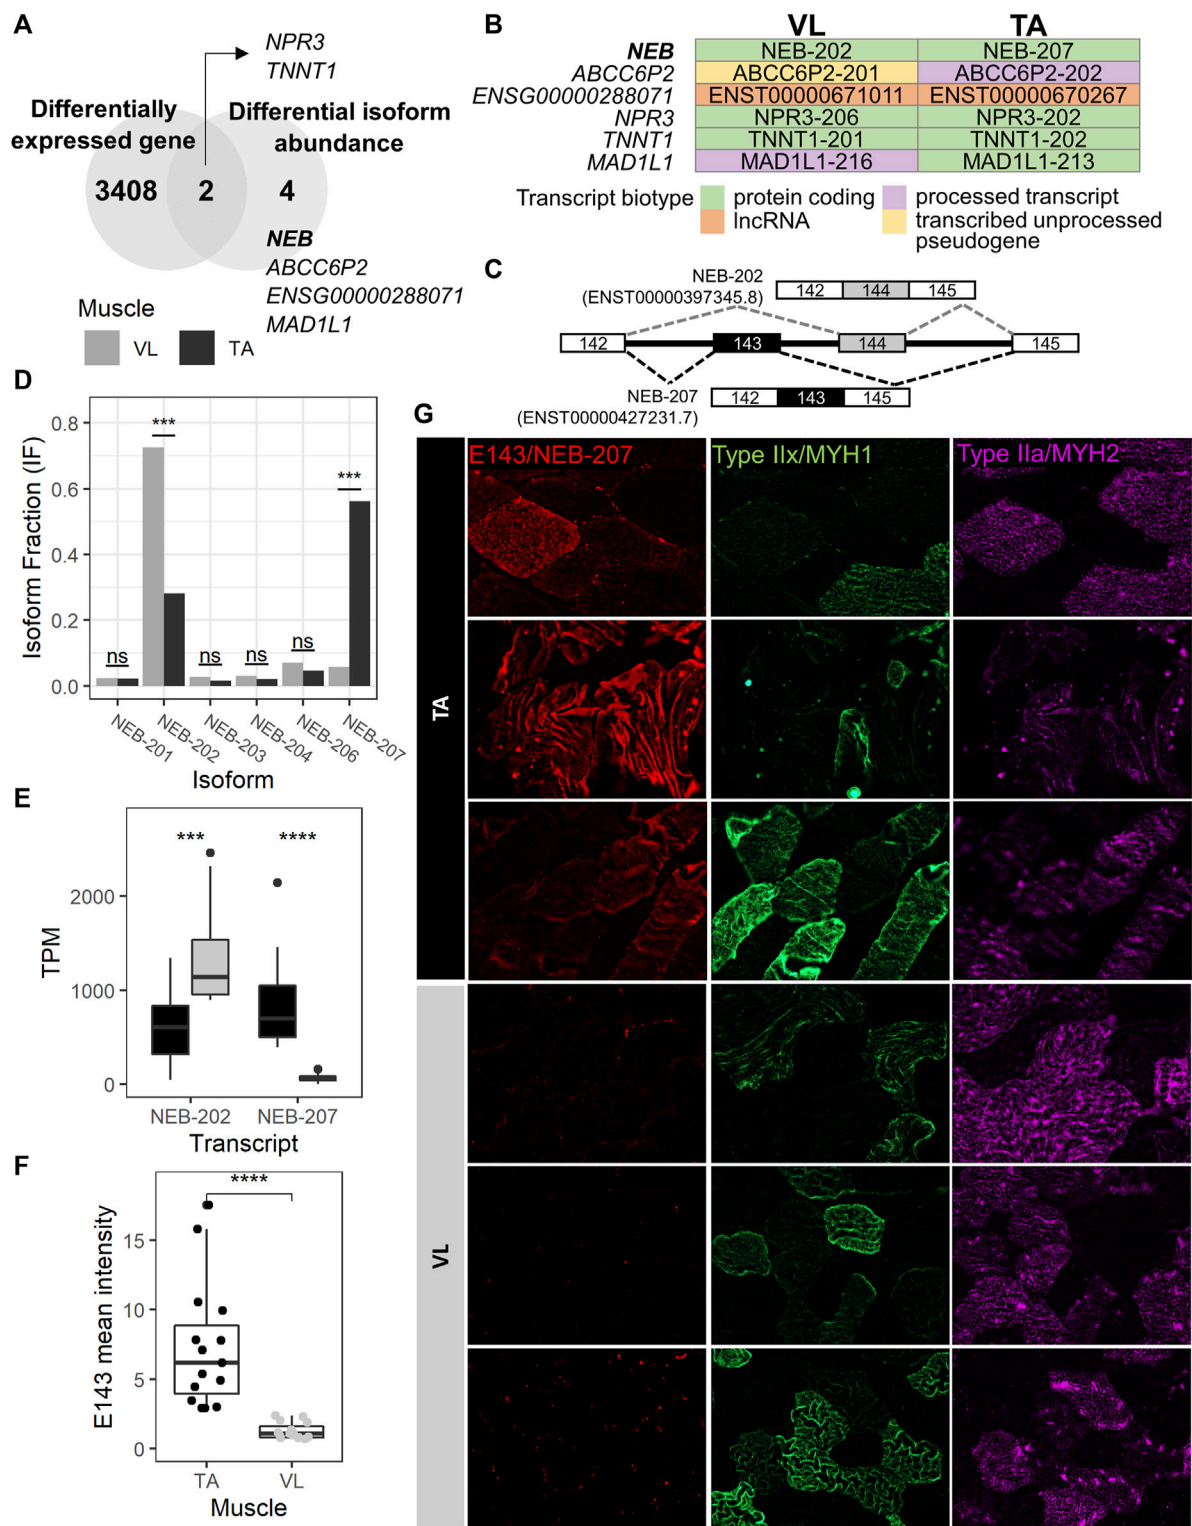 A
NPR3
TNNT1
Differentially
expressed gene
Differential isoform
abundance
3408
2
4
NEB
ABCC6P2
ENSG00000288071
MAD1L1
Muscle
VL
TA
B
VL
TA
NEB
NEB-202
NEB-207
ABCC6P2
ABCC6P2-201
ABCC6P2-202
ENSG00000288071
ENST00000671011
ENST00000670267
NPR3
NPR3-206
NPR3-202
TNNT1
TNNT1-201
TNNT1-202
MAD1L1
MAD1L1-216
MAD1L1-213
Transcript biotype
protein coding
processed transcript
lncRNA
transcribed unprocessed
pseudogene
C
NEB-202
(ENST00000397345.8)
142
144
145
142
143
144
145
NEB-207
(ENST00000427231.7)
142
143
145
D
Isoform Fraction (IF)
0.8
0.6
0.4
0.2
0.0
ns
***
ns
ns
ns
***
NEB-201
NEB-202
NEB-203
NEB-204
NEB-206
NEB-207
Isoform
E
TPM
2000
1000
0
***
****
NEB-202
NEB-207
Transcript
F
E143 mean intensity
15
10
5
0
****
TA
VL
Muscle
G
E143/NEB-207
Type IIx/MYH1
Type IIa/MYH2
TA
VL